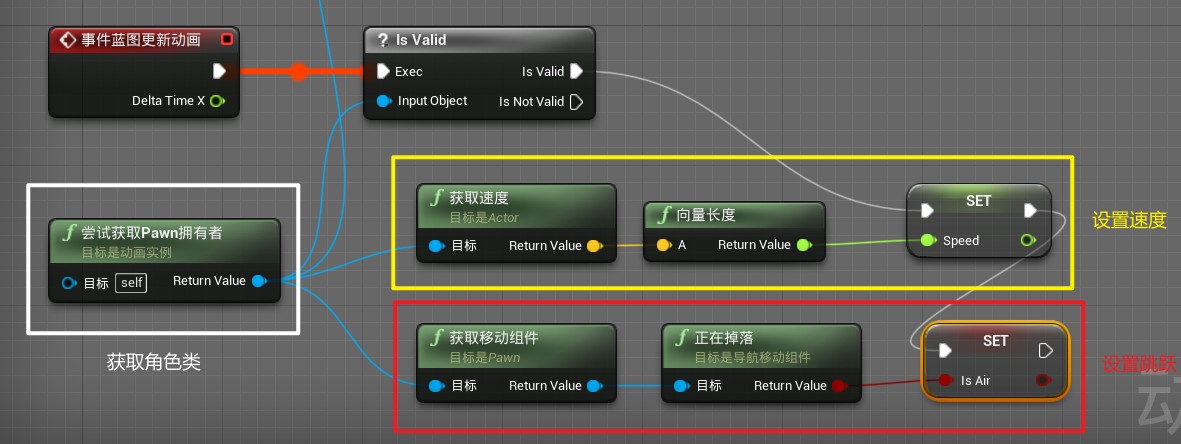 事件蓝图更新动画
Delta Time X
? Is Valid
Exec
Is Valid
Input Object
Is Not Valid
f 尝试获取Pawn拥有者
目标是动画实例
目标 self
Return Value
获取角色类
f 获取速度
目标是Actor
目标
Return Value
f 向量长度
A
Return Value
SET
Speed
设置速度
f 获取移动组件
目标是Pawn
目标
Return Value
f 正在掉落
目标是导航移动组件
目标
Return Value
SET
Is Air
设置跳跃